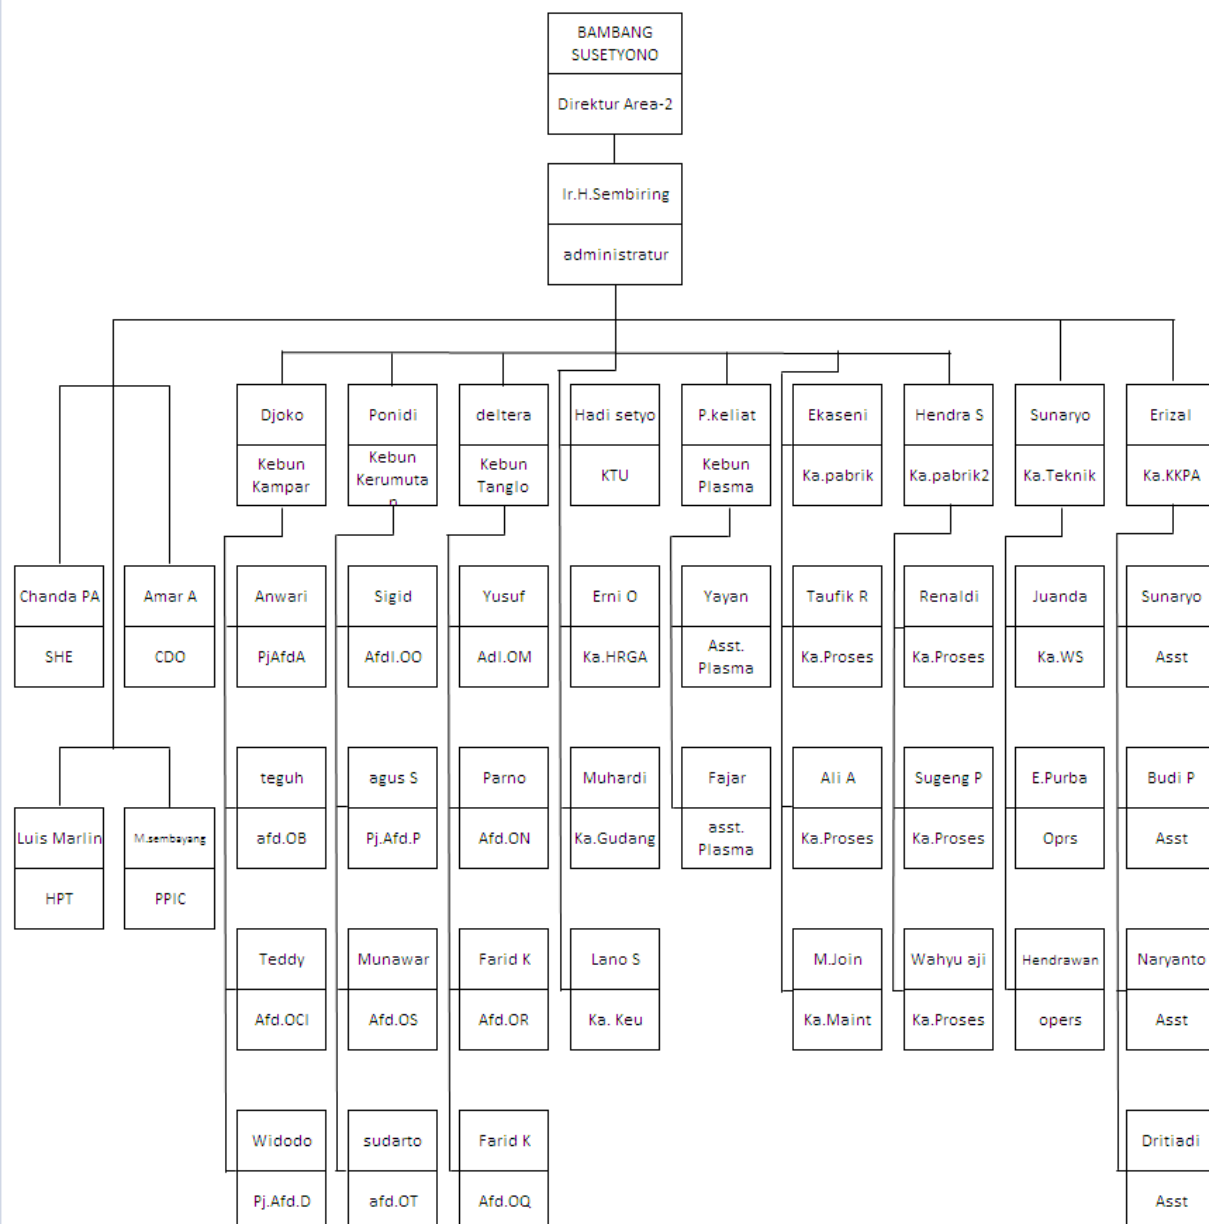 BAMBANG
SUSETYONO
Direktur Area-2
Ir.H.Sembiring
administratur
Djoko
Kebun
Kampar
Ponidi
Kebun
Kerumuta
n
deltera
Kebun
Tanglo
Hadi setyo
KTU
P.keliat
Kebun
Plasma
Ekaseni
Ka.pabrik
Hendra S
Ka.pabrik2
Sunaryo
Ka.Teknik
Erizal
Ka.KKPA
Chanda PA
SHE
Amar A
CDO
Anwari
PjAfdA
Sigid
Afdl.OO
Yusuf
Adl.OM
Erni O
Ka.HRGA
Yayan
Asst.
Plasma
Taufik R
Ka.Proses
Renaldi
Ka.Proses
Juanda
Ka.WS
Sunaryo
Asst
Luis Marlin
HPT
M.sembayang
PPIC
teguh
afd.OB
agus S
Pj.Afd.P
Parno
Afd.ON
Muhardi
Ka.Gudang
Fajar
asst.
Plasma
Ali A
Ka.Proses
Sugeng P
Ka.Proses
E.Purba
Oprs
Budi P
Asst
Teddy
Afd.OCI
Munawar
Afd.OS
Farid K
Afd.OR
Lano S
Ka. Keu
M.Join
Ka.Maint
Wahyu aji
Ka.Proses
Hendrawan
opers
Naryanto
Asst
Widodo
Pj.Afd.D
sudarto
afd.OT
Farid K
Afd.OQ
Dritiadi
Asst